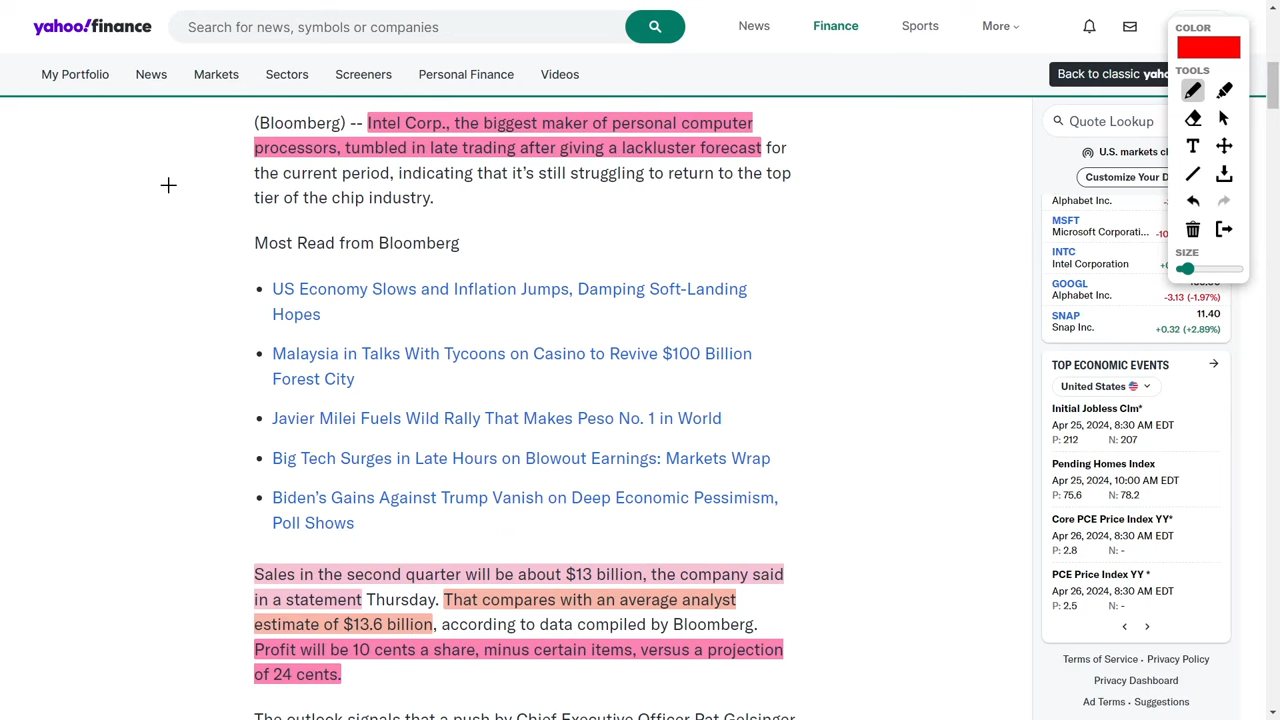 yahoo!finance
Search for news, symbols or companies
News
Finance
Sports
More
My Portfolio
News
Markets
Sectors
Screeners
Personal Finance
Videos
Back to classic
(Bloomberg) -- Intel Corp., the biggest maker of personal computer
processors, tumbled in late trading after giving a lackluster forecast for
the current period, indicating that it’s still struggling to return to the top
tier of the chip industry.
Most Read from Bloomberg
US Economy Slows and Inflation Jumps, Damping Soft-Landing
Hopes
Malaysia in Talks With Tycoons on Casino to Revive $100 Billion
Forest City
Javier Milei Fuels Wild Rally That Makes Peso No. 1 in World
Big Tech Surges in Late Hours on Blowout Earnings: Markets Wrap
Biden’s Gains Against Trump Vanish on Deep Economic Pessimism,
Poll Shows
Sales in the second quarter will be about $13 billion, the company said
in a statement Thursday. That compares with an average analyst
estimate of $13.6 billion, according to data compiled by Bloomberg.
Profit will be 10 cents a share, minus certain items, versus a projection
of 24 cents.
The outlook signals that a push by Chief Executive Officer Pat Gelsinger
COLOR
TOOLS
T
SIZE
Quote Lookup
U.S. markets
Customize Your
Alphabet Inc.
MSFT
Microsoft Corporati...
INTC
Intel Corporation
GOOGL
Alphabet Inc.
-3.13 (-1.97%)
SNAP
11.40
Snap Inc.
+0.32 (+2.89%)
TOP ECONOMIC EVENTS
United States
Initial Jobless Clm*
Apr 25, 2024, 8:30 AM EDT
P: 212 N: 207
Pending Homes Index
Apr 25, 2024, 10:00 AM EDT
P: 75.6 N: 78.2
Core PCE Price Index YY*
Apr 26, 2024, 8:30 AM EDT
P: 2.8 N: -
PCE Price Index YY *
Apr 26, 2024, 8:30 AM EDT
P: 2.5 N: -
Terms of Service • Privacy Policy
Privacy Dashboard
Ad Terms • Suggestions